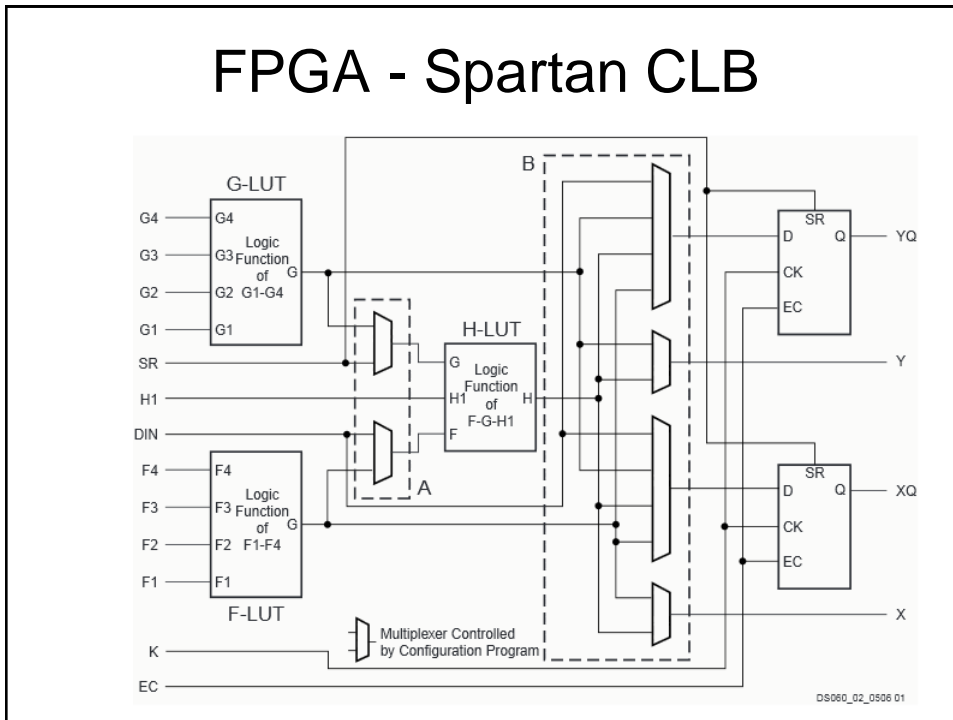 FPGA - Spartan CLB
B
G-LUT
G4
G3
G2
G1
SR
H1
DIN
F4
F3
F2
F1
K
EC
G4
G3
G2
G1
Logic
Function
of
G1-G4
G
A
H-LUT
G
H1
F
Logic
Function
of
F-G-H1
H
F4
F3
F2
F1
Logic
Function
of
F1-F4
G
F-LUT
Multiplexer Controlled
by Configuration Program
SR
D
CK
EC
Q
YQ
Y
SR
D
CK
EC
Q
XQ
X
DS060_02_0506 01